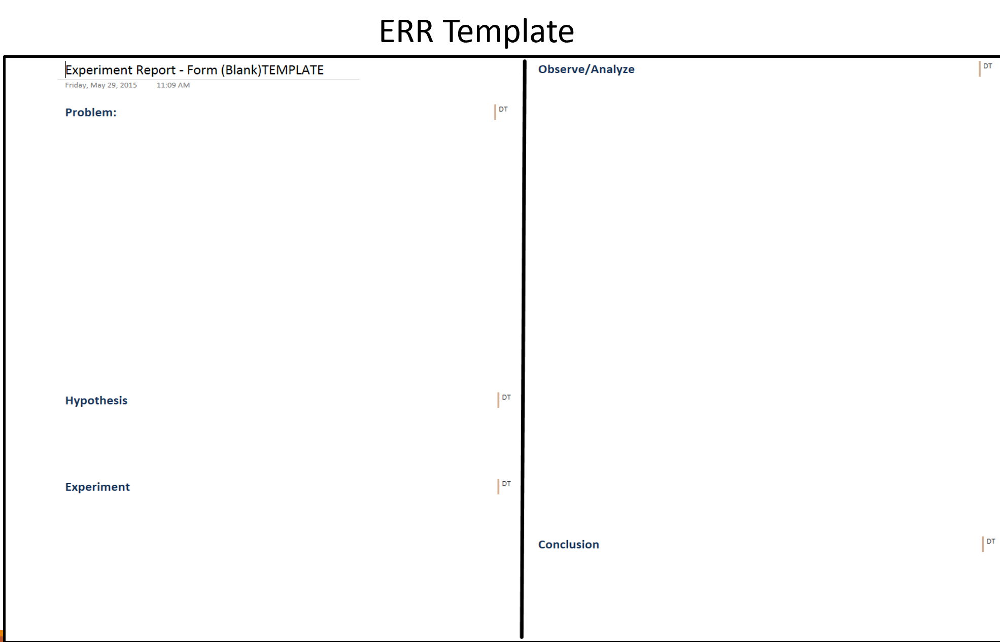 ERR Template
Experiment Report - Form (Blank)TEMPLATE
Friday, May 29, 2015 11:09 AM
Problem: DT
Hypothesis DT
Experiment DT
Observe/Analyze DT
Conclusion DT